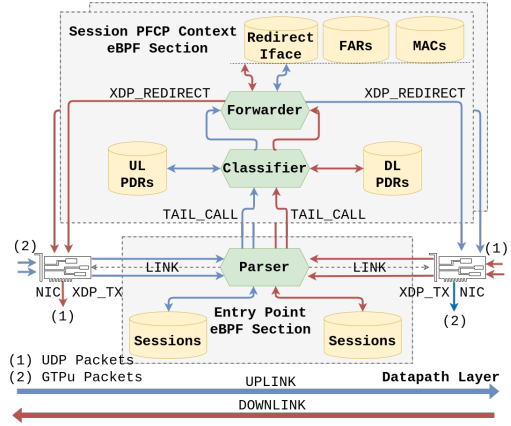 Session PFCP Context
eBPF Section
Redirect
Iface
FARs
MACs
XDP_REDIRECT
XDP_REDIRECT
Forwarder
UL
PDRs
Classifier
DL
PDRs
TAIL_CALL
TAIL_CALL
(2)
(1)
LINK
Parser
LINK
NIC
XDP_TX
XDP_TX
NIC
(1)
(2)
Entry Point
eBPF Section
Sessions
Sessions
(1) UDP Packets
(2) GTPu Packets
Datapath Layer
UPLINK
DOWNLINK